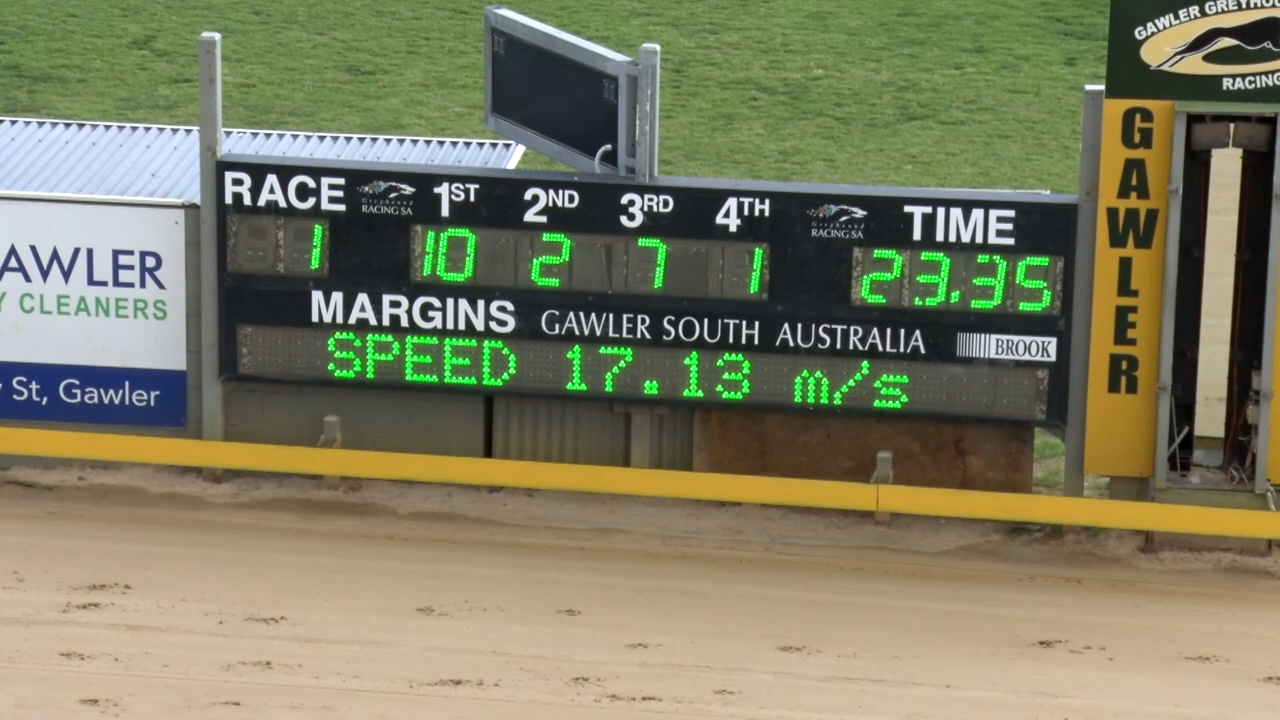 GAWLER GREYHOU
RACING
GAWLER
RACE 1ST 2ND 3RD 4TH TIME
Greyhound RACING SA
Greyhound RACING SA
1 10 2 7 1 23.35
MARGINS GAWLER SOUTH AUSTRALIA BROOK
SPEED 17.13 m/s
AWLER
Y CLEANERS
St, Gawler